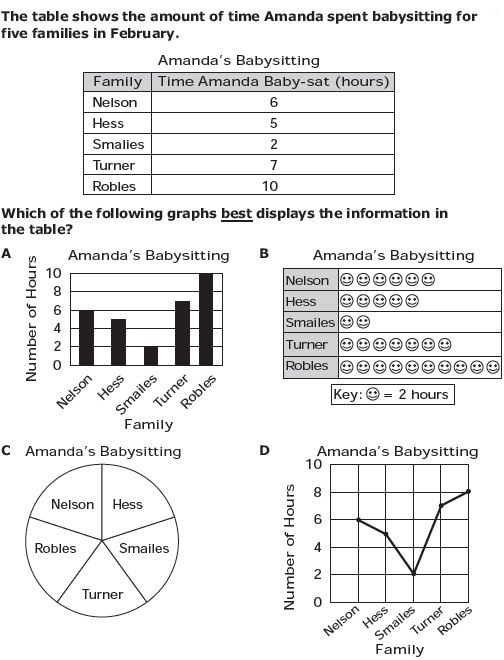 The table shows the amount of time Amanda spent babysitting for
five families in February.
Amanda's Babysitting
Family Time Amanda Baby-sat (hours)
Nelson 6
Hess 5
Smalies 2
Turner 7
Robles 10
Which of the following graphs best displays the information in
the table?
A Amanda's Babysitting
Number of Hours
10
8
6
4
2
0
Nelson Hess Smailes Turner Robles
Family
B Amanda's Babysitting
Nelson
Hess
Smailes
Turner
Robles
Key: = 2 hours
C Amanda's Babysitting
Nelson Hess
Robles Smailes
Turner
D Amanda's Babysitting
Number of Hours
10
8
6
4
2
0
Nelson Hess Smailes Turner Robles
Family